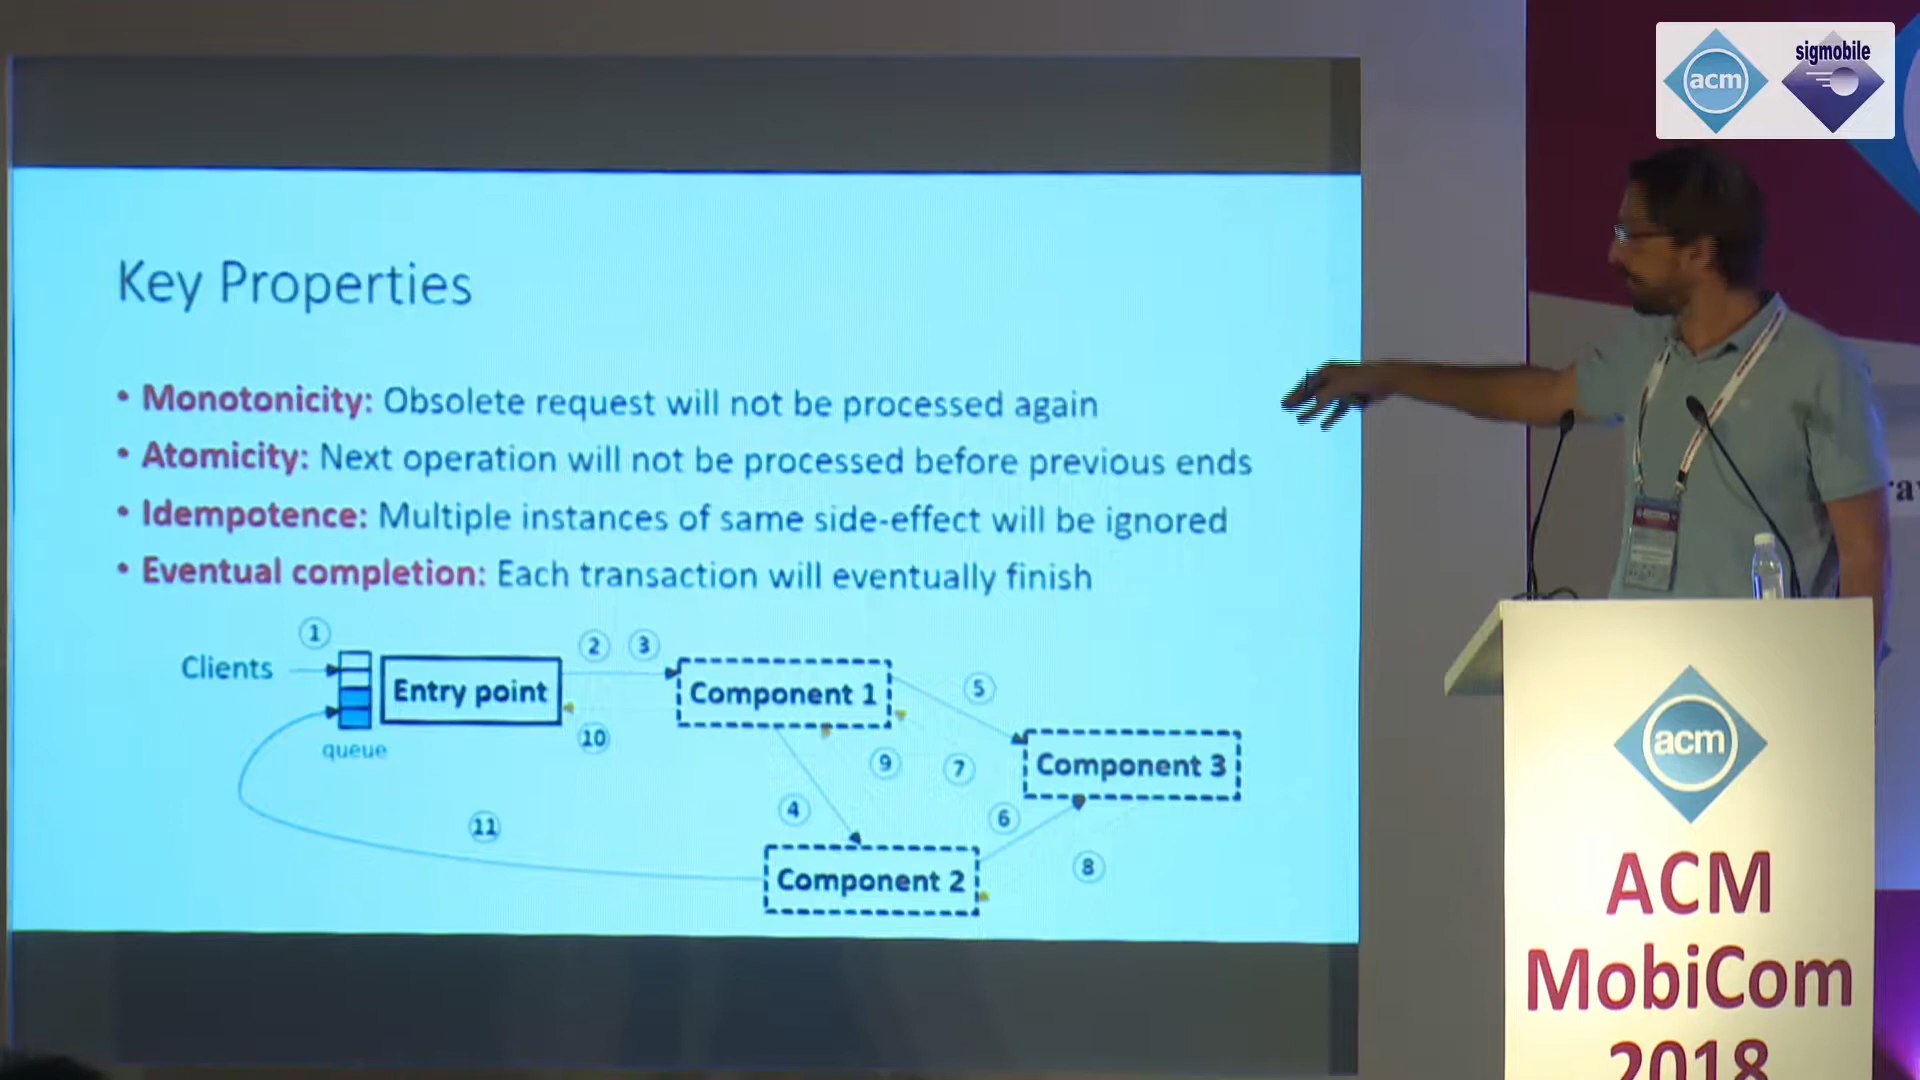 acm
sigmobile
Key Properties
• Monotonicity: Obsolete request will not be processed again
• Atomicity: Next operation will not be processed before previous ends
• Idempotence: Multiple instances of same side-effect will be ignored
• Eventual completion: Each transaction will eventually finish
1
2
3
Clients
Entry point
Component 1
5
queue
10
9
7
Component 3
4
6
11
8
Component 2
acm
ACM
MobiCom
2018